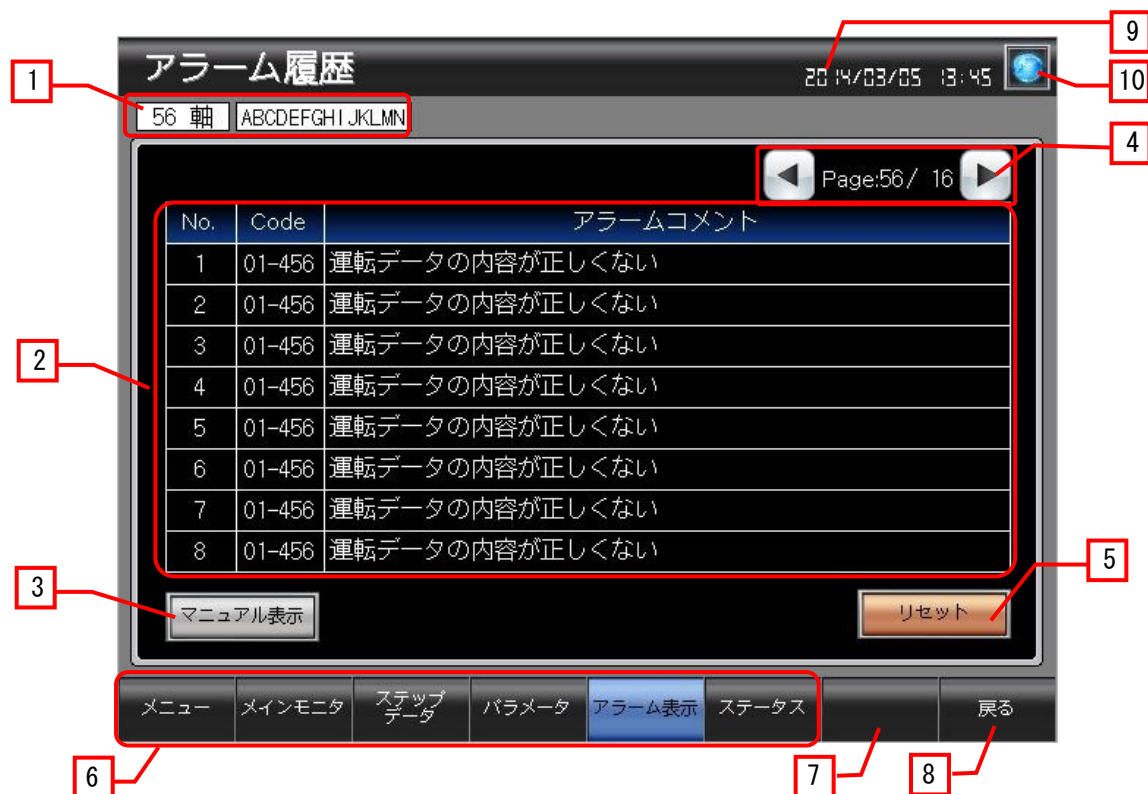 9
アラーム履歴
2014/03/05 13:45
1
10
56 軸 ABCDEFGHIJKLMN
4
Page:56/ 16
No. Code アラームコメント
1 01-456 運転データの内容が正しくない
2 01-456 運転データの内容が正しくない
3 01-456 運転データの内容が正しくない
2
4 01-456 運転データの内容が正しくない
5 01-456 運転データの内容が正しくない
6 01-456 運転データの内容が正しくない
7 01-456 運転データの内容が正しくない
8 01-456 運転データの内容が正しくない
5
3
マニュアル表示 リセット
メニュー メインモニタ ステップ
データ パラメータ アラーム表示 ステータス 戻る
6 7 8